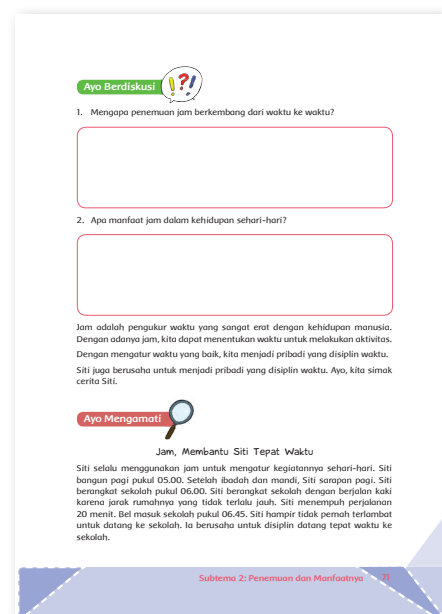 Ayo Berdiskusi
1. Mengapa penemuan jam berkembang dari waktu ke waktu?
2. Apa manfaat jam dalam kehidupan sehari-hari?
Jam adalah pengukur waktu yang sangat erat dengan kehidupan manusia.
Dengan adanya jam, kita dapat menentukan waktu untuk melakukan aktivitas.
Dengan mengatur waktu yang baik, kita menjadi pribadi yang disiplin waktu.
Siti juga berusaha untuk menjadi pribadi yang disiplin waktu. Ayo, kita simak
cerita Siti.
Ayo Mengamati
Jam, Membantu Siti Tepat Waktu
Siti selalu menggunakan jam untuk mengatur kegiatannya sehari-hari. Siti
bangun pagi pukul 05.00. Setelah ibadah dan mandi, Siti sarapan pagi. Siti
berangkat sekolah pukul 06.00. Siti berangkat sekolah dengan berjalan kaki
karena jarak rumahnya yang tidak terlalu jauh. Siti menempuh perjalanan
20 menit. Bel masuk sekolah pukul 06.45. Siti hampir tidak pernah terlambat
untuk datang ke sekolah. Ia berusaha untuk disiplin datang tepat waktu ke
sekolah.
Subtema 2: Penemuan dan Manfaatnya 71